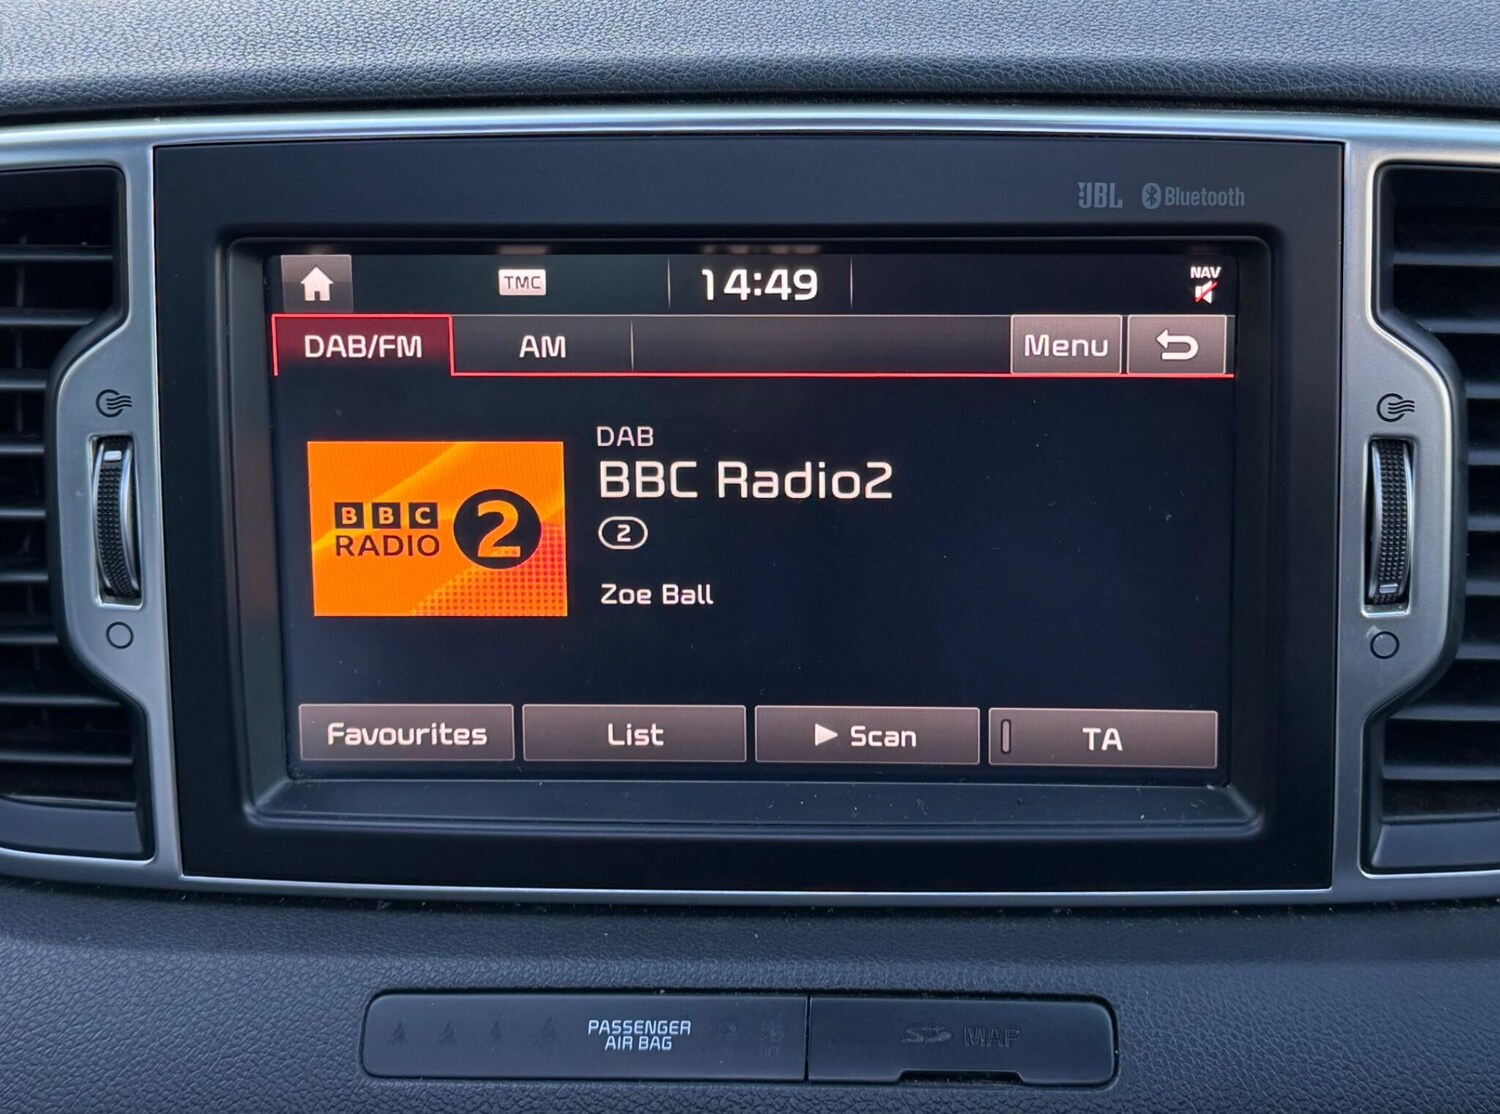 JBL Bluetooth
TMC 14:49 NAV
DAB/FM AM Menu
DAB
BBC Radio2
2
Zoe Ball
BBC
RADIO 2
Favourites List Scan TA
PASSENGER
AIR BAG
SD MAP